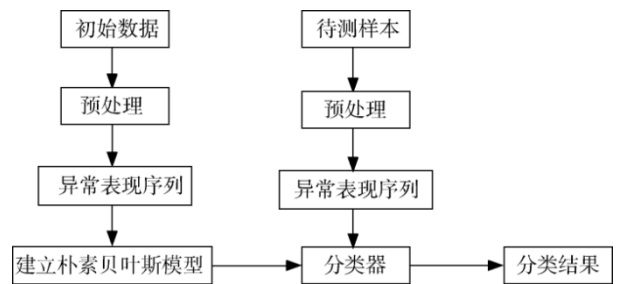 初始数据
待测样本
预处理
预处理
异常表现序列
异常表现序列
建立朴素贝叶斯模型
分类器
分类结果